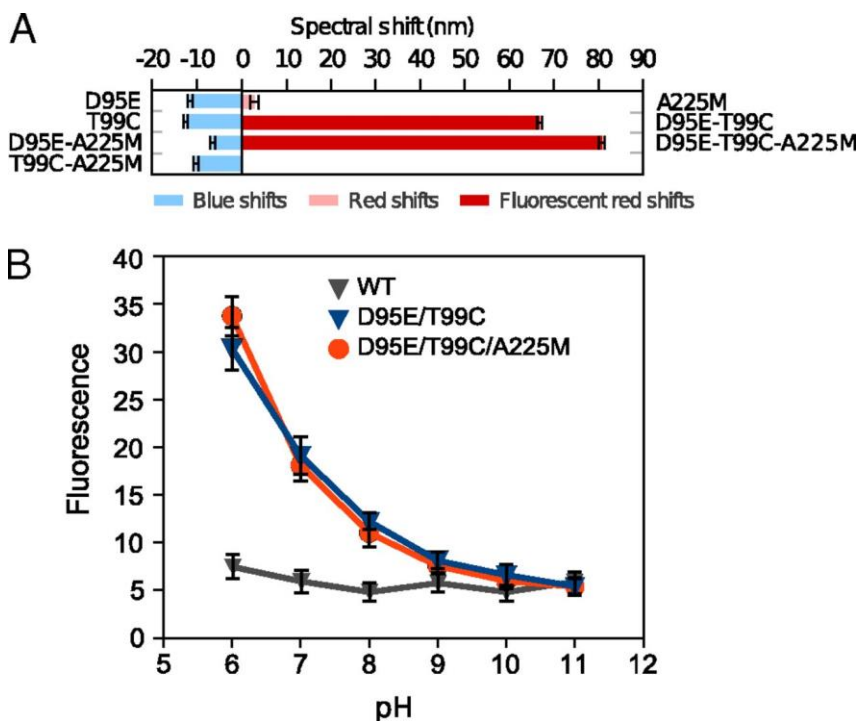 A
Spectral shift (nm)
-20 -10 0 10 20 30 40 50 60 70 80 90
D95E A225M
T99C D95E-T99C
D95E-A225M D95E-T99C-A225M
T99C-A225M
Blue shifts Red shifts Fluorescent red shifts
B
40
35
30
25
20
15
10
5
0
Fluorescence
WT
D95E/T99C
D95E/T99C/A225M
5 6 7 8 9 10 11 12
pH